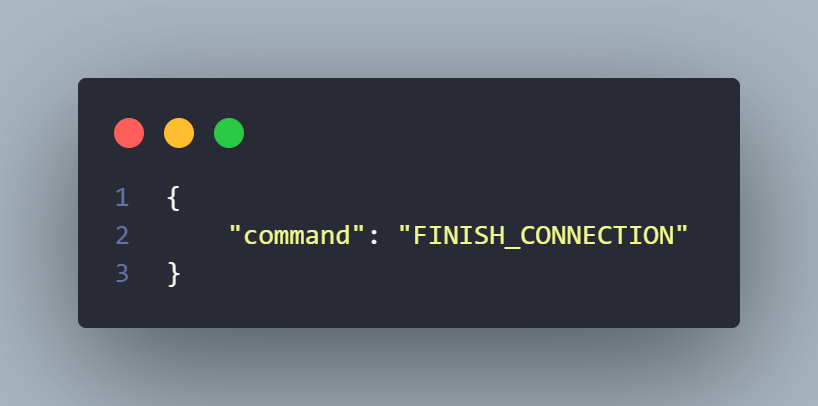 1 {
2     "command": "FINISH_CONNECTION"
3 }